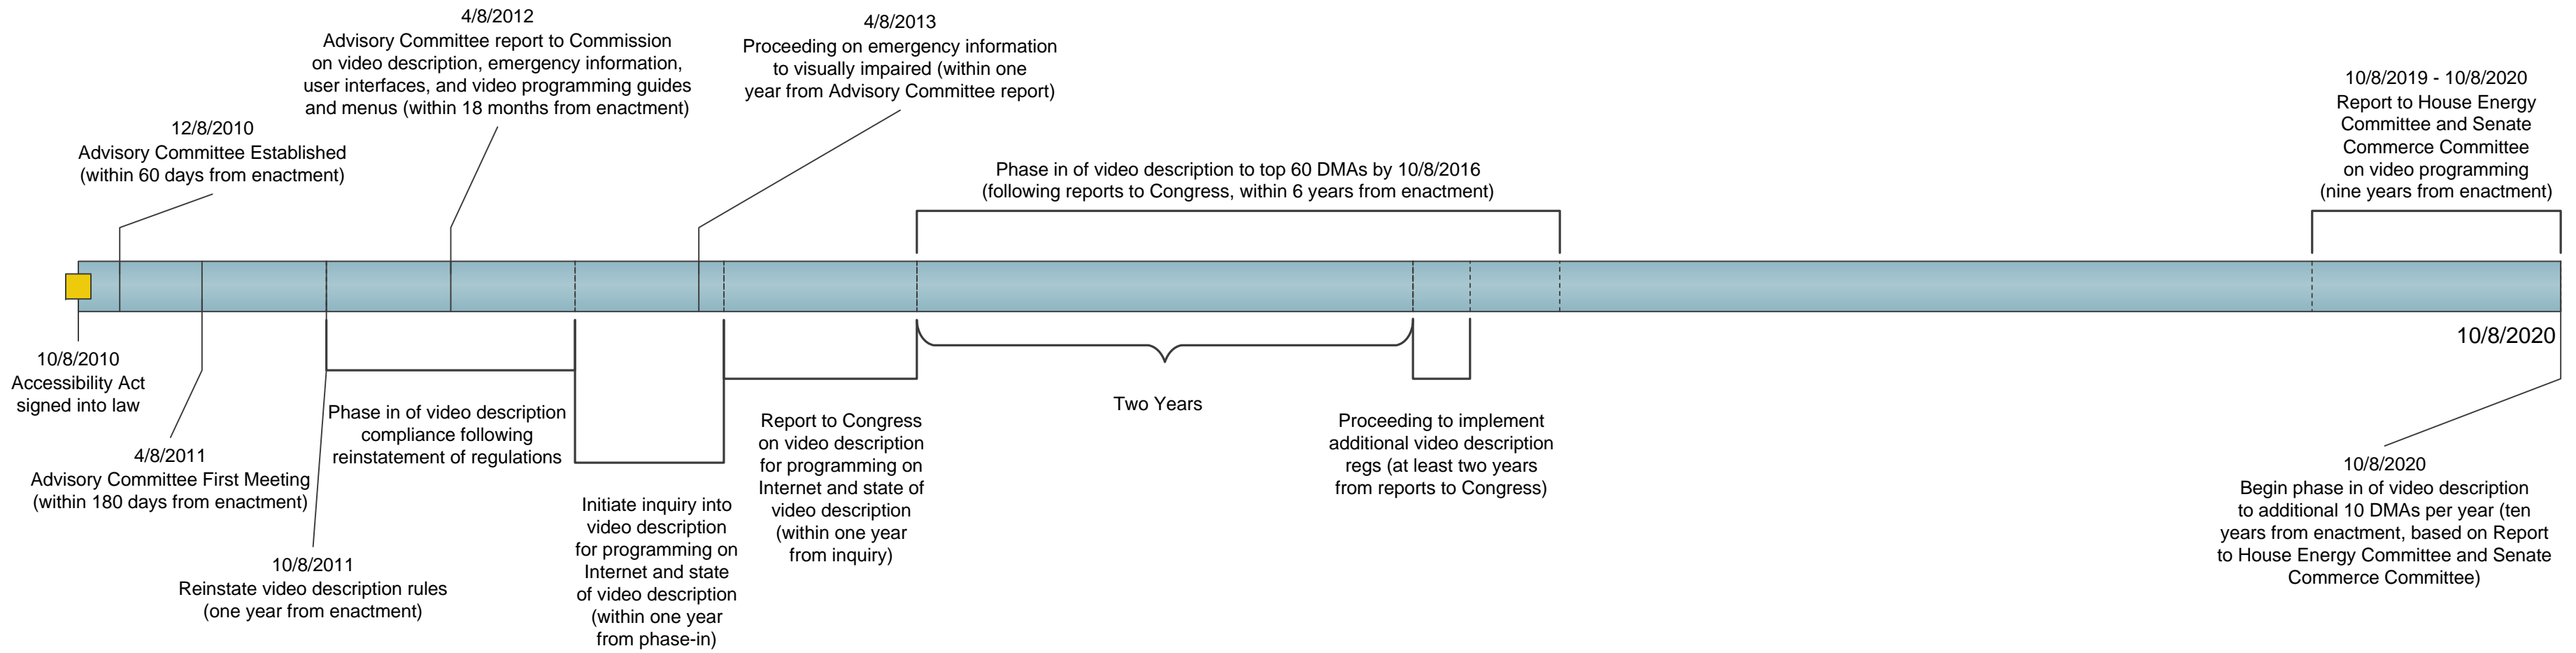 4/8/2012
Advisory Committee report to Commission
on video description, emergency information,
user interfaces, and video programming guides
and menus (within 18 months from enactment)
4/8/2013
Proceeding on emergency information
to visually impaired (within one
year from Advisory Committee report)
10/8/2019 - 10/8/2020
Report to House Energy
Committee and Senate
Commerce Committee
on video programming
(nine years from enactment)
12/8/2010
Advisory Committee Established
(within 60 days from enactment)
Phase in of video description to top 60 DMAs by 10/8/2016
(following reports to Congress, within 6 years from enactment)
10/8/2020
10/8/2010
Accessibility Act
signed into law
4/8/2011
Advisory Committee First Meeting
(within 180 days from enactment)
10/8/2011
Reinstate video description rules
(one year from enactment)
Phase in of video description
compliance following
reinstatement of regulations
Initiate inquiry into
video description
for programming on
Internet and state
of video description
(within one year
from phase-in)
Report to Congress
on video description
for programming on
Internet and state of
video description
(within one year
from inquiry)
Two Years
Proceeding to implement
additional video description
regs (at least two years
from reports to Congress)
10/8/2020
Begin phase in of video description
to additional 10 DMAs per year (ten
years from enactment, based on Report
to House Energy Committee and Senate
Commerce Committee)